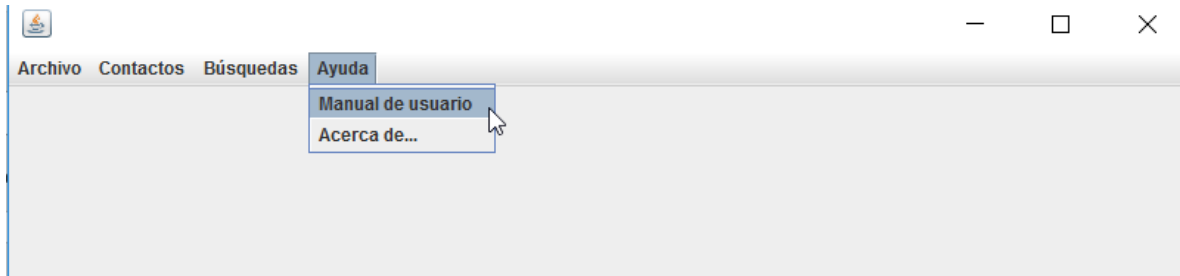 Archivo Contactos Búsquedas Ayuda
Manual de usuario
Acerca de...